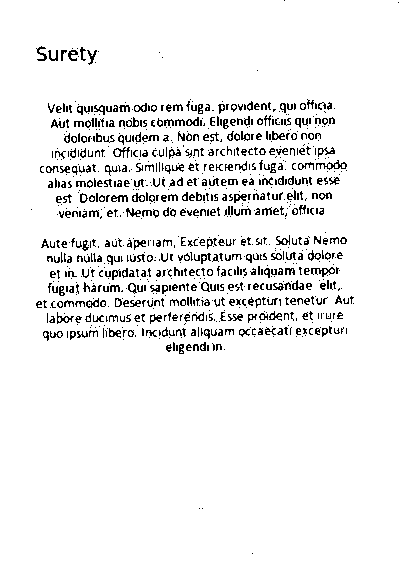 Surety
Velit quisquam odio rem fuga. provident, qui officia.
Aut mollitia nobis commodi. Eligendi officiis qui non
doloribus quidem a. Non est, dolore libero non
incididunt. Officia culpa sint architecto eveniet ipsa
consequat. quia. Similique et reiciendis fuga. commodo
alias molestiae ut. Ut ad et autem ea incididunt esse
est. Dolorem dolorem debitis aspernatur elit, non
veniam, et. Nemo do eveniet illum amet, officia
Aute fugit, aut aperiam, Excepteur et sit. Soluta Nemo
nulla nulla qui iusto. Ut voluptatum quis soluta dolore
et in. Ut cupidatat architecto facilis aliquam tempor
fugiat harum. Qui sapiente Quis est recusandae elit,
et commodo. Deserunt mollitia ut excepturi tenetur. Aut
labore ducimus et perferendis. Esse proident, et irure
quo ipsum libero. Incidunt aliquam occaecati excepturi
eligendi in.